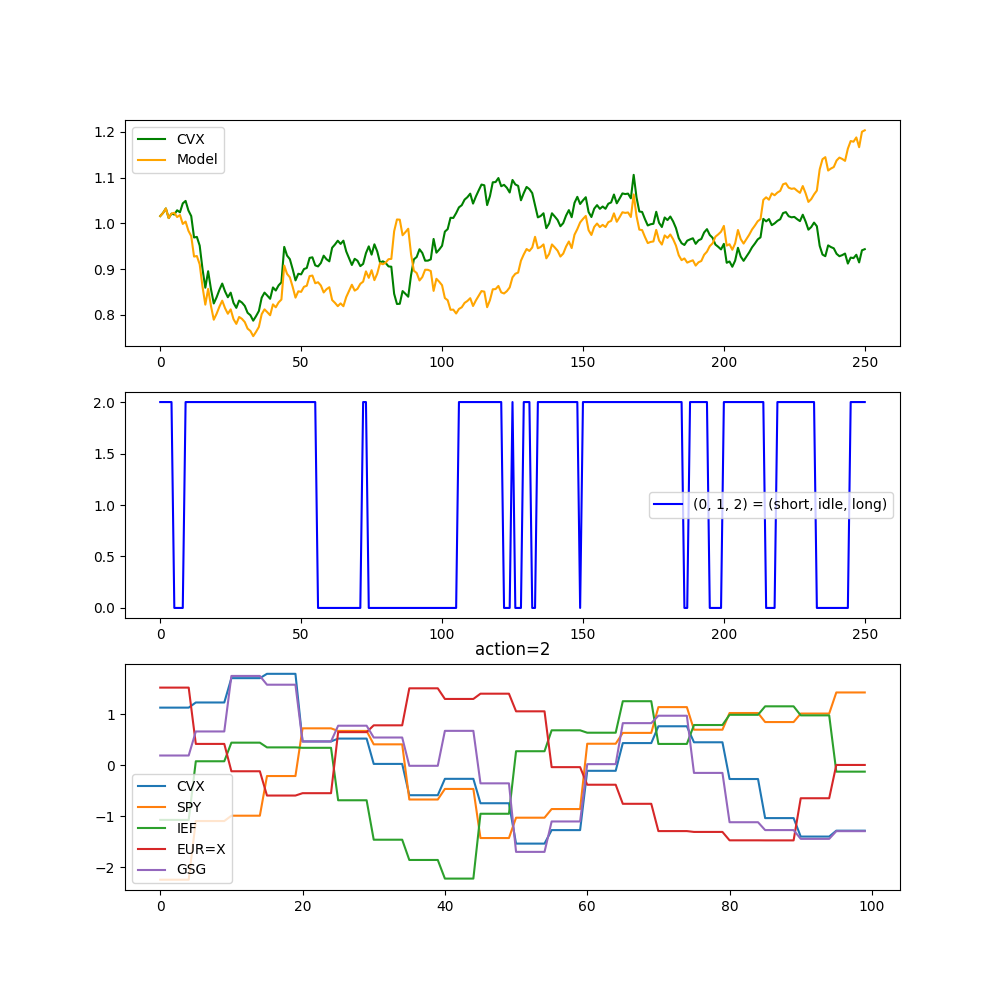 1.2
1.1
1.0
0.9
0.8
CVX
Model
0 50 100 150 200 250
2.0
1.5
1.0
0.5
0.0
(0, 1, 2) = (short, idle, long)
0 50 100 150 200 250
action=2
1
0
−1
−2
CVX
SPY
IEF
EUR=X
GSG
0 20 40 60 80 100